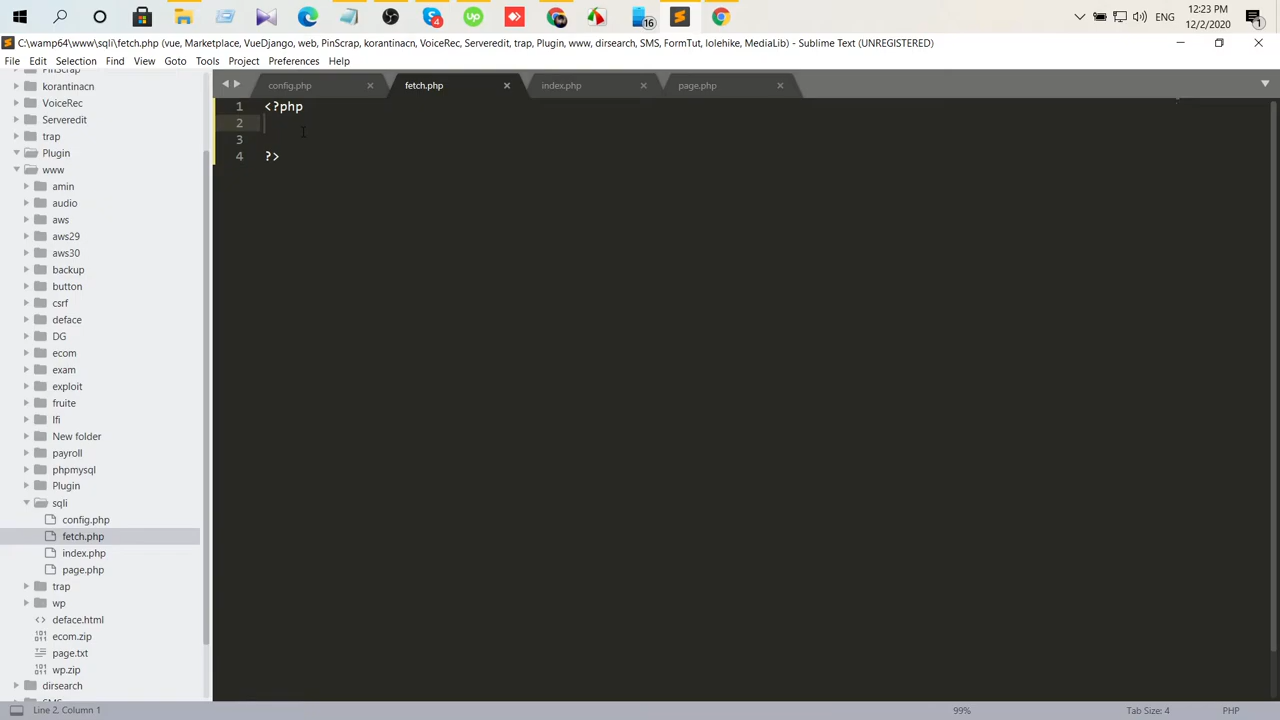 16
4
ENG
12:23 PM
12/2/2020
1
C:\wamp64\www\sqli\fetch.php (vue, Marketplace, VueDjango, web, PinScrap, korantinacn, VoiceRec, Serveredit, trap, Plugin, www, dirsearch, SMS, FormTut, lolehike, MediaLib) - Sublime Text (UNREGISTERED)
File Edit Selection Find View Goto Tools Project Preferences Help
PinScrap
korantinacn
VoiceRec
Serveredit
trap
Plugin
www
amin
audio
aws
aws29
aws30
backup
button
csrf
deface
DG
ecom
exam
exploit
fruite
lfi
New folder
payroll
phpmysql
Plugin
sqli
config.php
fetch.php
index.php
page.php
trap
wp
deface.html
ecom.zip
page.txt
wp.zip
dirsearch
SMS
config.php fetch.php index.php page.php
1 <?php
2
3
4 ?>
Line 2, Column 1
99%
Tab Size: 4
PHP